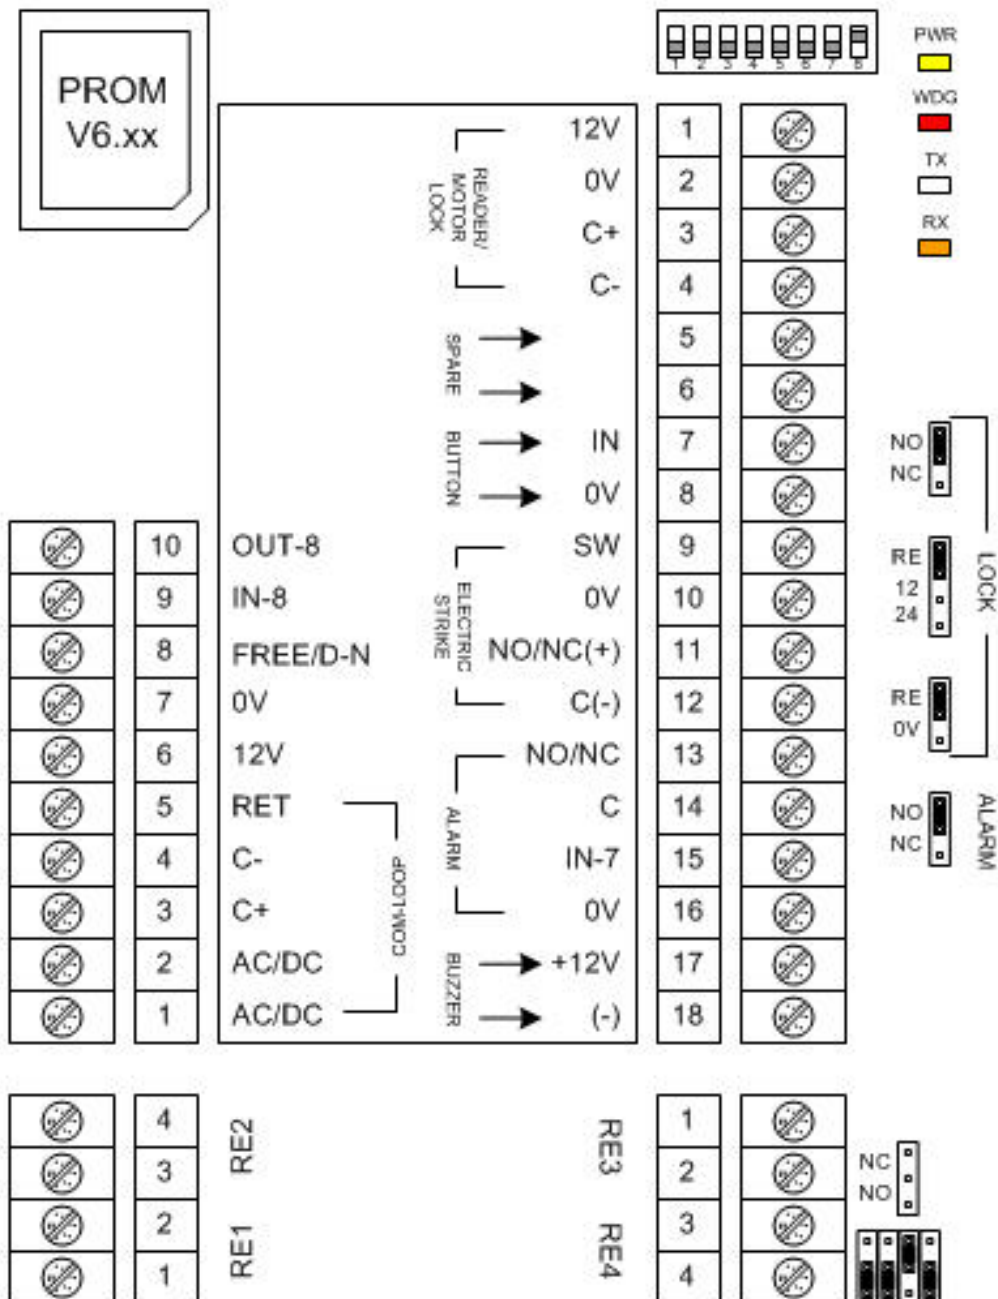 PROM
V6.xx
1 2 3 4 5 6 7 8
PWR
WDG
TX
RX
READER/
MOTOR
LOCK
12V 1
0V 2
C+ 3
C- 4
SPARE
5
6
BUTTON
IN 7
0V 8
ELECTRIC
STRIKE
SW 9
0V 10
NO/NC(+) 11
C(-) 12
ALARM
NO/NC 13
C 14
IN-7 15
0V 16
BUZZER
+12V 17
(-) 18
10 OUT-8
9 IN-8
8 FREE/D-N
7 0V
6 12V
5 RET
4 C-
3 C+
2 AC/DC
1 AC/DC
COM-LOOP
NO
NC
RE
12
24
RE
0V
LOCK
NO
NC
ALARM
4
3
RE2
2
1
RE1
RE3
1
2
RE4
3
4
NC
NO